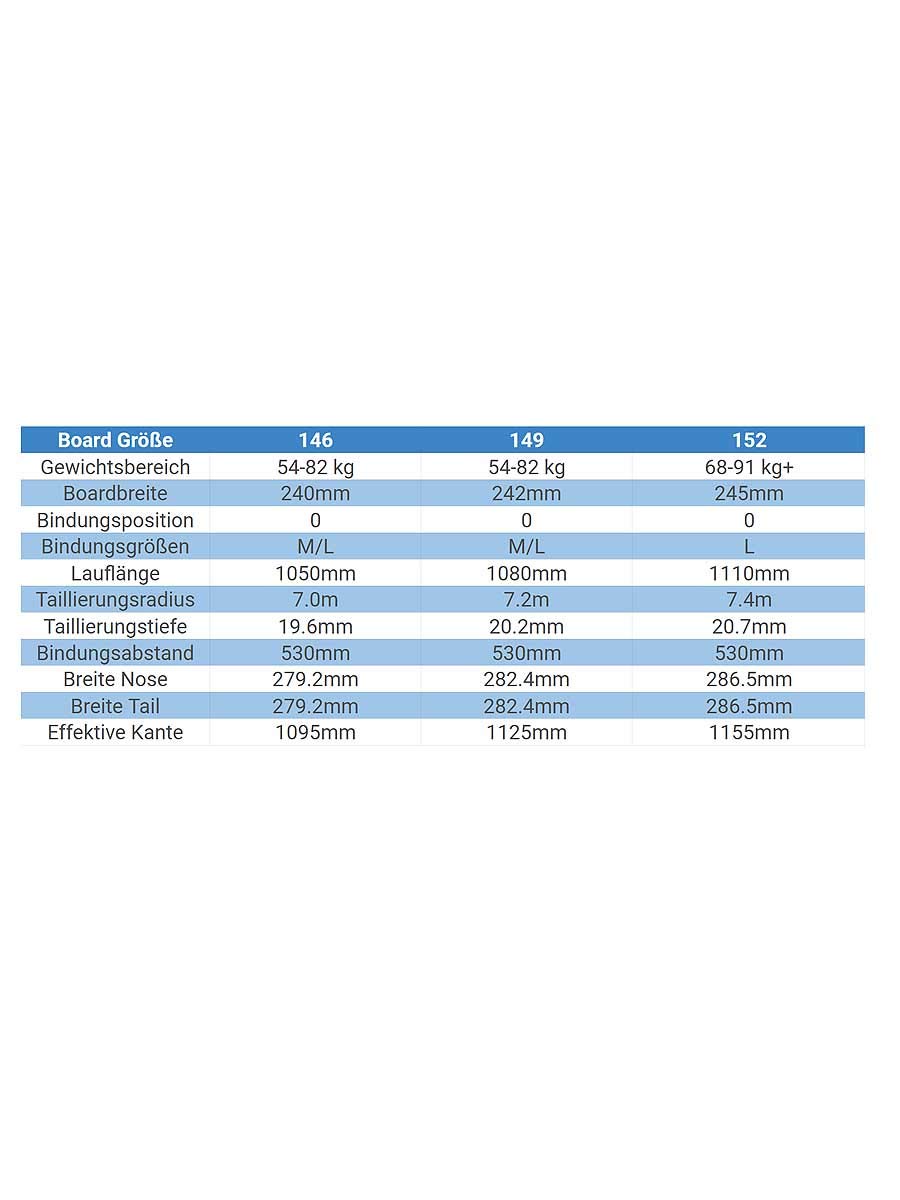 Board Größe 146 149 152
Gewichtsbereich 54-82 kg 54-82 kg 68-91 kg+
Boardbreite 240mm 242mm 245mm
Bindungsposition 0 0 0
Bindungsgrößen M/L M/L L
Lauflänge 1050mm 1080mm 1110mm
Taillierungsradius 7.0m 7.2m 7.4m
Taillierungstiefe 19.6mm 20.2mm 20.7mm
Bindungsabstand 530mm 530mm 530mm
Breite Nose 279.2mm 282.4mm 286.5mm
Breite Tail 279.2mm 282.4mm 286.5mm
Effektive Kante 1095mm 1125mm 1155mm